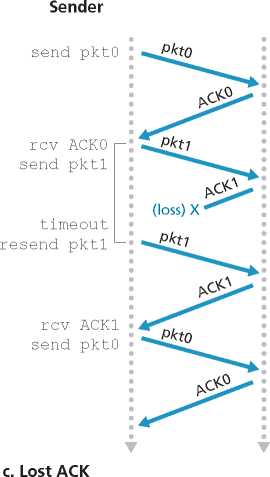 Sender
send pkt0
pkt0
ACK0
rcv ACK0
send pkt1
pkt1
ACK1
(loss) X
timeout
resend pkt1
pkt1
ACK1
rcv ACK1
send pkt0
pkt0
ACK0
c. Lost ACK